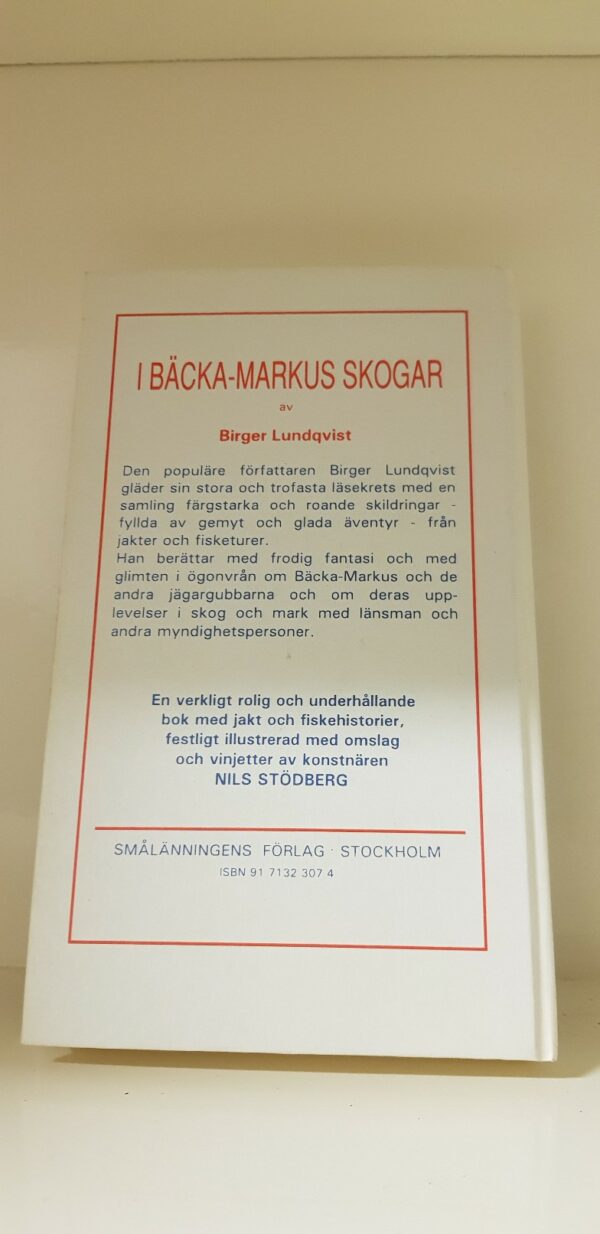 I BÄCKA-MARKUS SKOGAR
av
Birger Lundqvist
Den populäre författaren Birger Lundqvist
gläder sin stora och trofasta läsekrets med en
samling färgstarka och roande skildringar -
fyllda av gemyt och glada äventyr - från
jakter och fisketurer.
Han berättar med frodig fantasi och med
glimten i ögonvrån om Bäcka-Markus och de
andra jägargubbarna och om deras upp-
levelser i skog och mark med länsman och
andra myndighetspersoner.
En verkligt rolig och underhållande
bok med jakt och fiskehistorier,
festligt illustrerad med omslag
och vinjetter av konstnären
NILS STÖDBERG
SMÅLÄNNINGENS FÖRLAG · STOCKHOLM
ISBN 91 7132 307 4